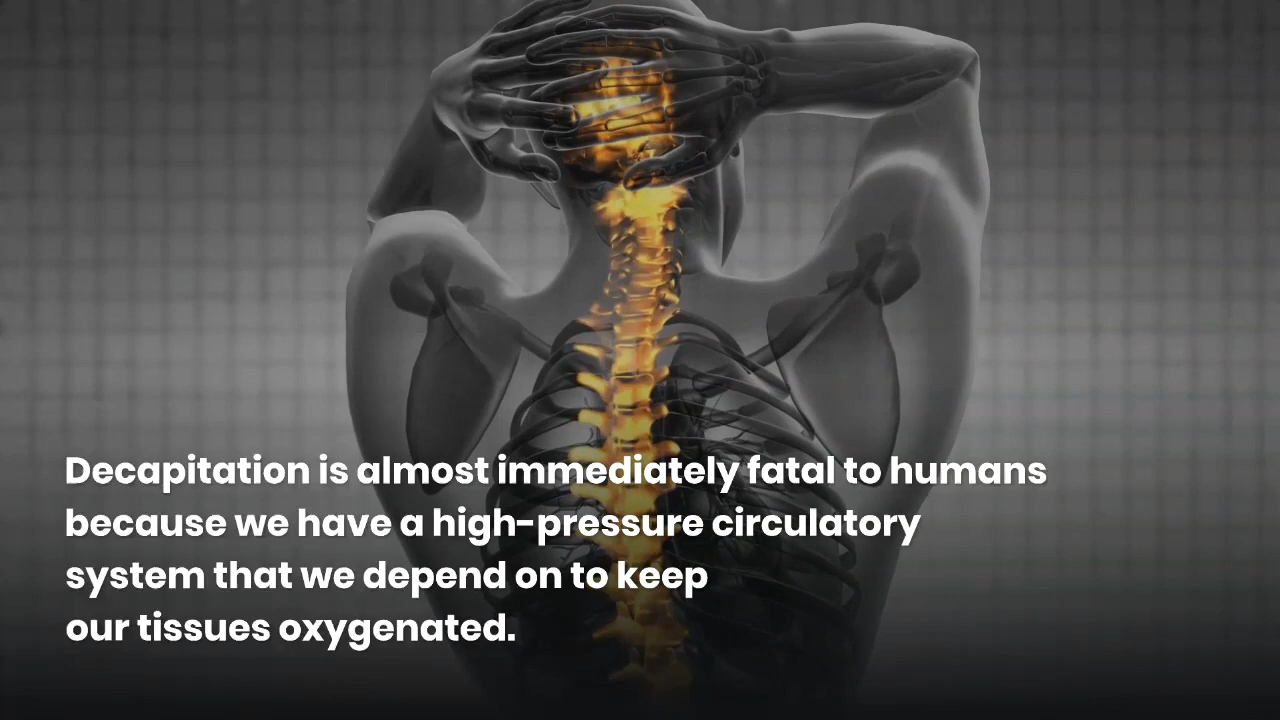 Decapitation is almost immediately fatal to humans
because we have a high-pressure circulatory
system that we depend on to keep
our tissues oxygenated.